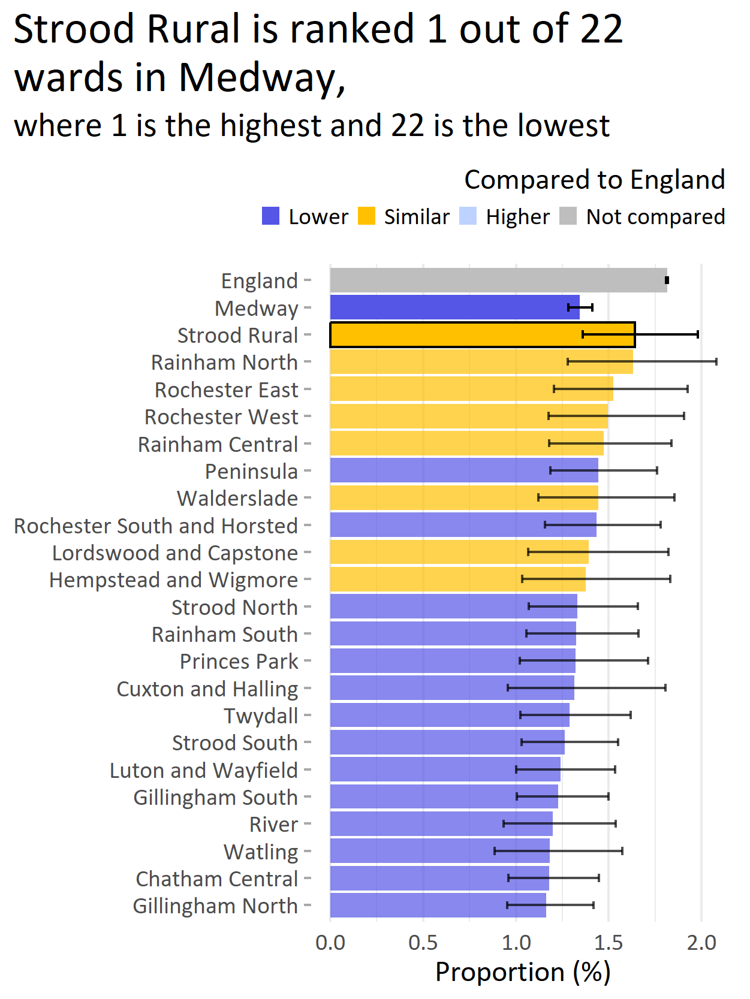 Strood Rural is ranked 1 out of 22
wards in Medway,
where 1 is the highest and 22 is the lowest
Compared to England
Lower Similar Higher Not compared
England
Medway
Strood Rural
Rainham North
Rochester East
Rochester West
Rainham Central
Peninsula
Walderslade
Rochester South and Horsted
Lordswood and Capstone
Hempstead and Wigmore
Strood North
Rainham South
Princes Park
Cuxton and Halling
Twydall
Strood South
Luton and Wayfield
Gillingham South
River
Watling
Chatham Central
Gillingham North
0.0 0.5 1.0 1.5 2.0
Proportion (%)